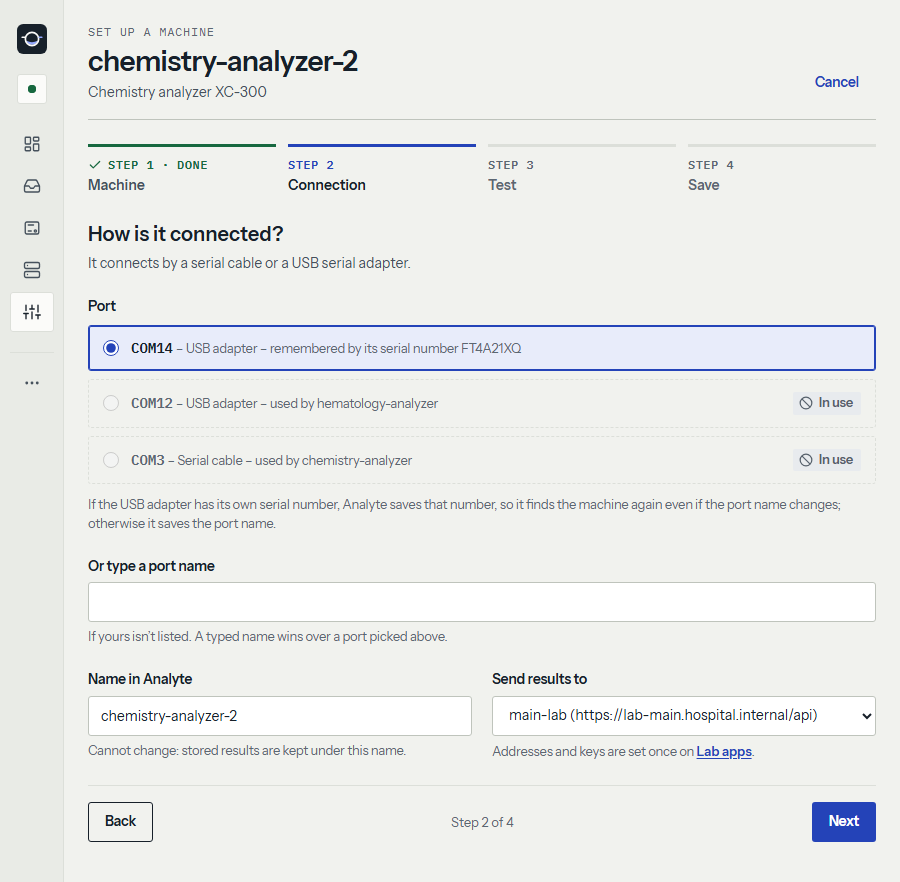 SET UP A MACHINE
chemistry-analyzer-2
Chemistry analyzer XC-300
Cancel
STEP 1 · DONE
Machine
STEP 2
Connection
STEP 3
Test
STEP 4
Save
How is it connected?
It connects by a serial cable or a USB serial adapter.
Port
COM14 – USB adapter – remembered by its serial number FT4A21XQ
COM12 – USB adapter – used by hematology-analyzer
In use
COM3 – Serial cable – used by chemistry-analyzer
In use
If the USB adapter has its own serial number, Analyte saves that number, so it finds the machine again even if the port name changes;
otherwise it saves the port name.
Or type a port name
If yours isn't listed. A typed name wins over a port picked above.
Name in Analyte
chemistry-analyzer-2
Cannot change: stored results are kept under this name.
Send results to
main-lab (https://lab-main.hospital.internal/api)
Addresses and keys are set once on Lab apps.
Back
Step 2 of 4
Next